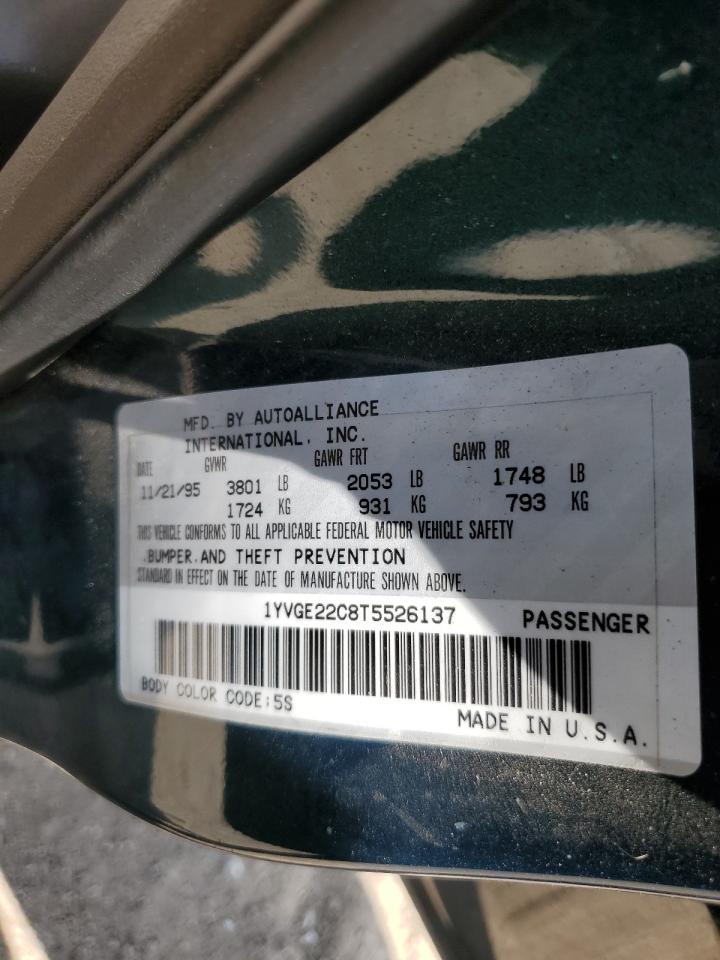 MFD. BY AUTOALLIANCE
INTERNATIONAL, INC.
DATE GVWR GAWR FRT GAWR RR
11/21/95 3801 LB 2053 LB 1748 LB
1724 KG 931 KG 793 KG
THIS VEHICLE CONFORMS TO ALL APPLICABLE FEDERAL MOTOR VEHICLE SAFETY
.BUMPER.AND THEFT PREVENTION
STANDARD IN EFFECT ON THE DATE OF MANUFACTURE SHOWN ABOVE.
1YVGE22C8T5526137 PASSENGER
BODY COLOR CODE:5S
MADE IN U.S.A.